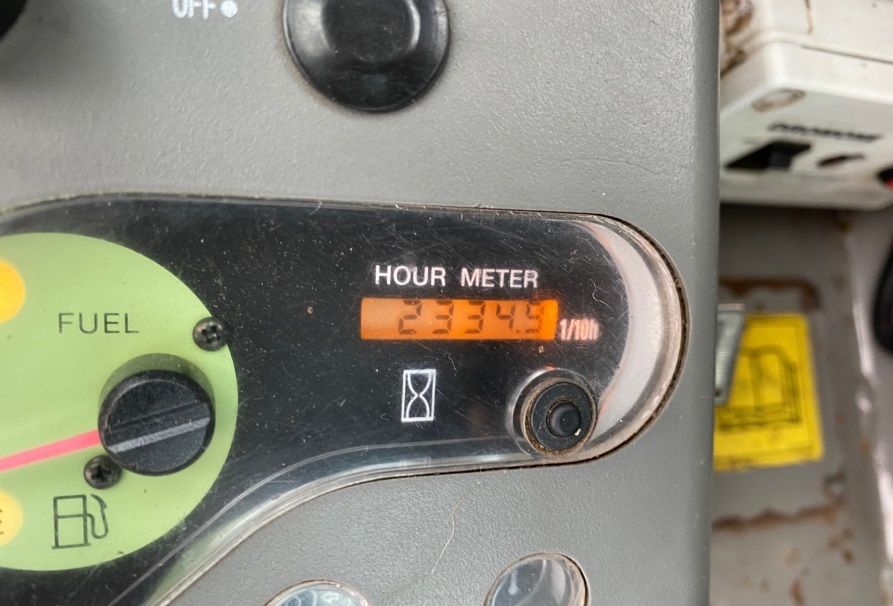 OFF
HOUR METER
2334.9
1/10h
FUEL